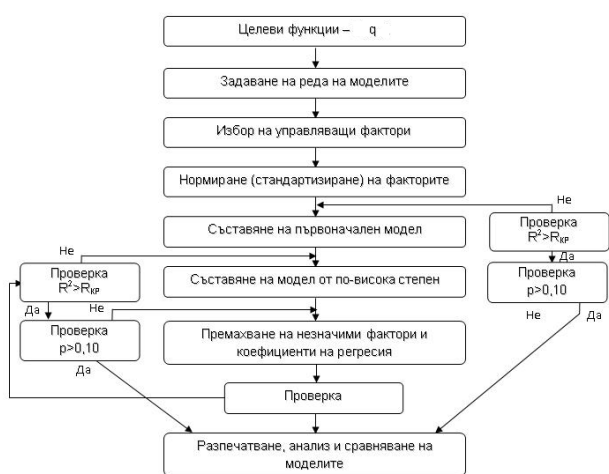 Целеви функции – q
Задаване на реда на моделите
Избор на управляващи фактори
Нормиране (стандартизиране) на факторите
Не
Съставяне на първоначален модел
Проверка
R²>Rкр
Не
Да
Проверка
R²>Rкр
Съставяне на модел от по-висока степен
Проверка
p>0,10
Да
Не
Не
Да
Проверка
p>0,10
Премахване на незначими фактори и
коефициенти на регресия
Да
Проверка
Разпечатване, анализ и сравняване на
моделите